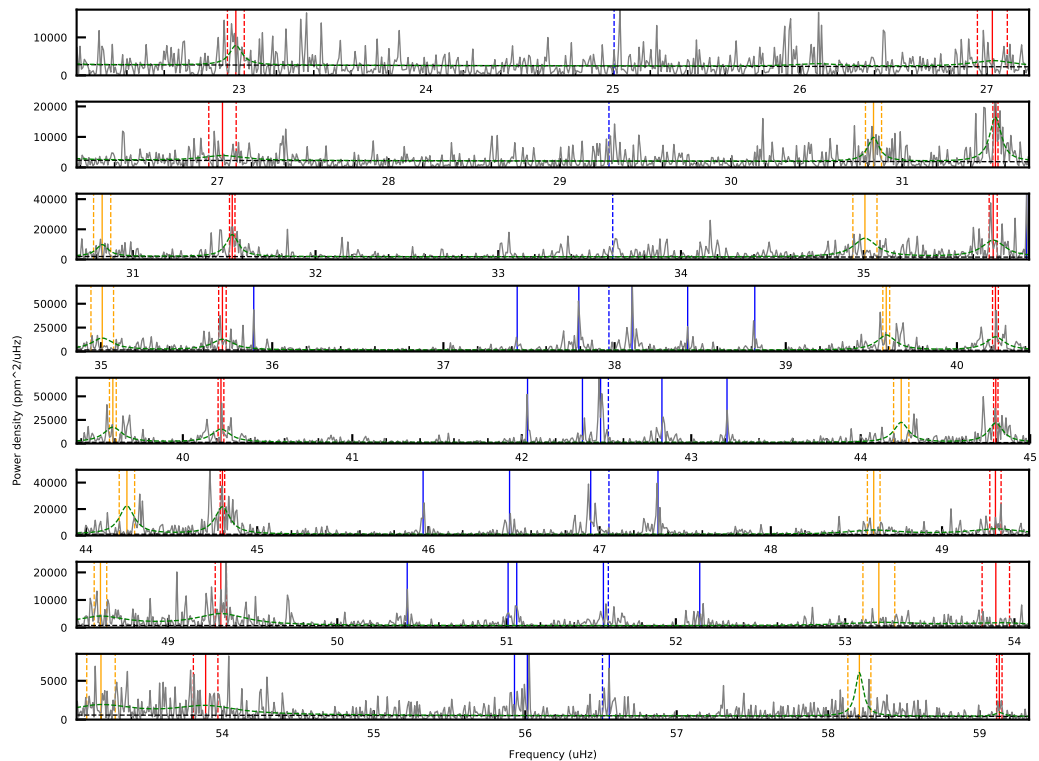 10000
0
23 24 25 26 27
20000
10000
0
27 28 29 30 31
40000
20000
0
31 32 33 34 35
50000
25000
0
35 36 37 38 39 40
50000
25000
0
40 41 42 43 44 45
40000
20000
0
44 45 46 47 48 49
20000
10000
0
49 50 51 52 53 54
5000
0
54 55 56 57 58 59
Power density (ppm^2/uHz)
Frequency (uHz)